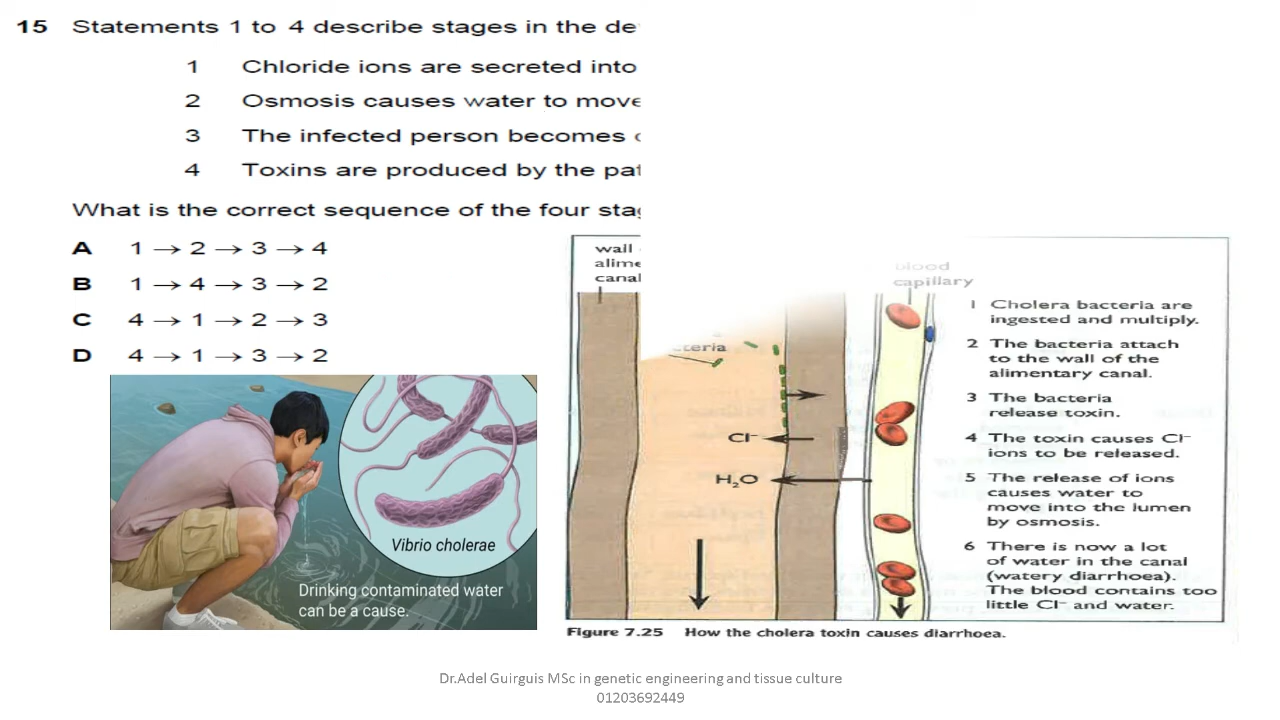 15 Statements 1 to 4 describe stages in the
1 Chloride ions are secreted into
2 Osmosis causes water to move
3 The infected person becomes
4 Toxins are produced by the
What is the correct sequence of the four
A 1 → 2 → 3 → 4
B 1 → 4 → 3 → 2
C 4 → 1 → 2 → 3
D 4 → 1 → 3 → 2
Vibrio cholerae
Drinking contaminated water
can be a cause.
wall
canal
blood
capillary
Cl⁻
H₂O
1 Cholera bacteria are
ingested and multiply.
2 The bacteria attach
to the wall of the
alimentary canal.
3 The bacteria
release toxin.
4 The toxin causes Cl⁻
ions to be released.
5 The release of ions
causes water to
move into the lumen
by osmosis.
6 There is now a lot
of water in the canal
(watery diarrhoea).
The blood contains too
little Cl⁻ and water.
Figure 7.25 How the cholera toxin causes diarrhoea.
Dr.Adel Guirguis MSc in genetic engineering and tissue culture
01203692449